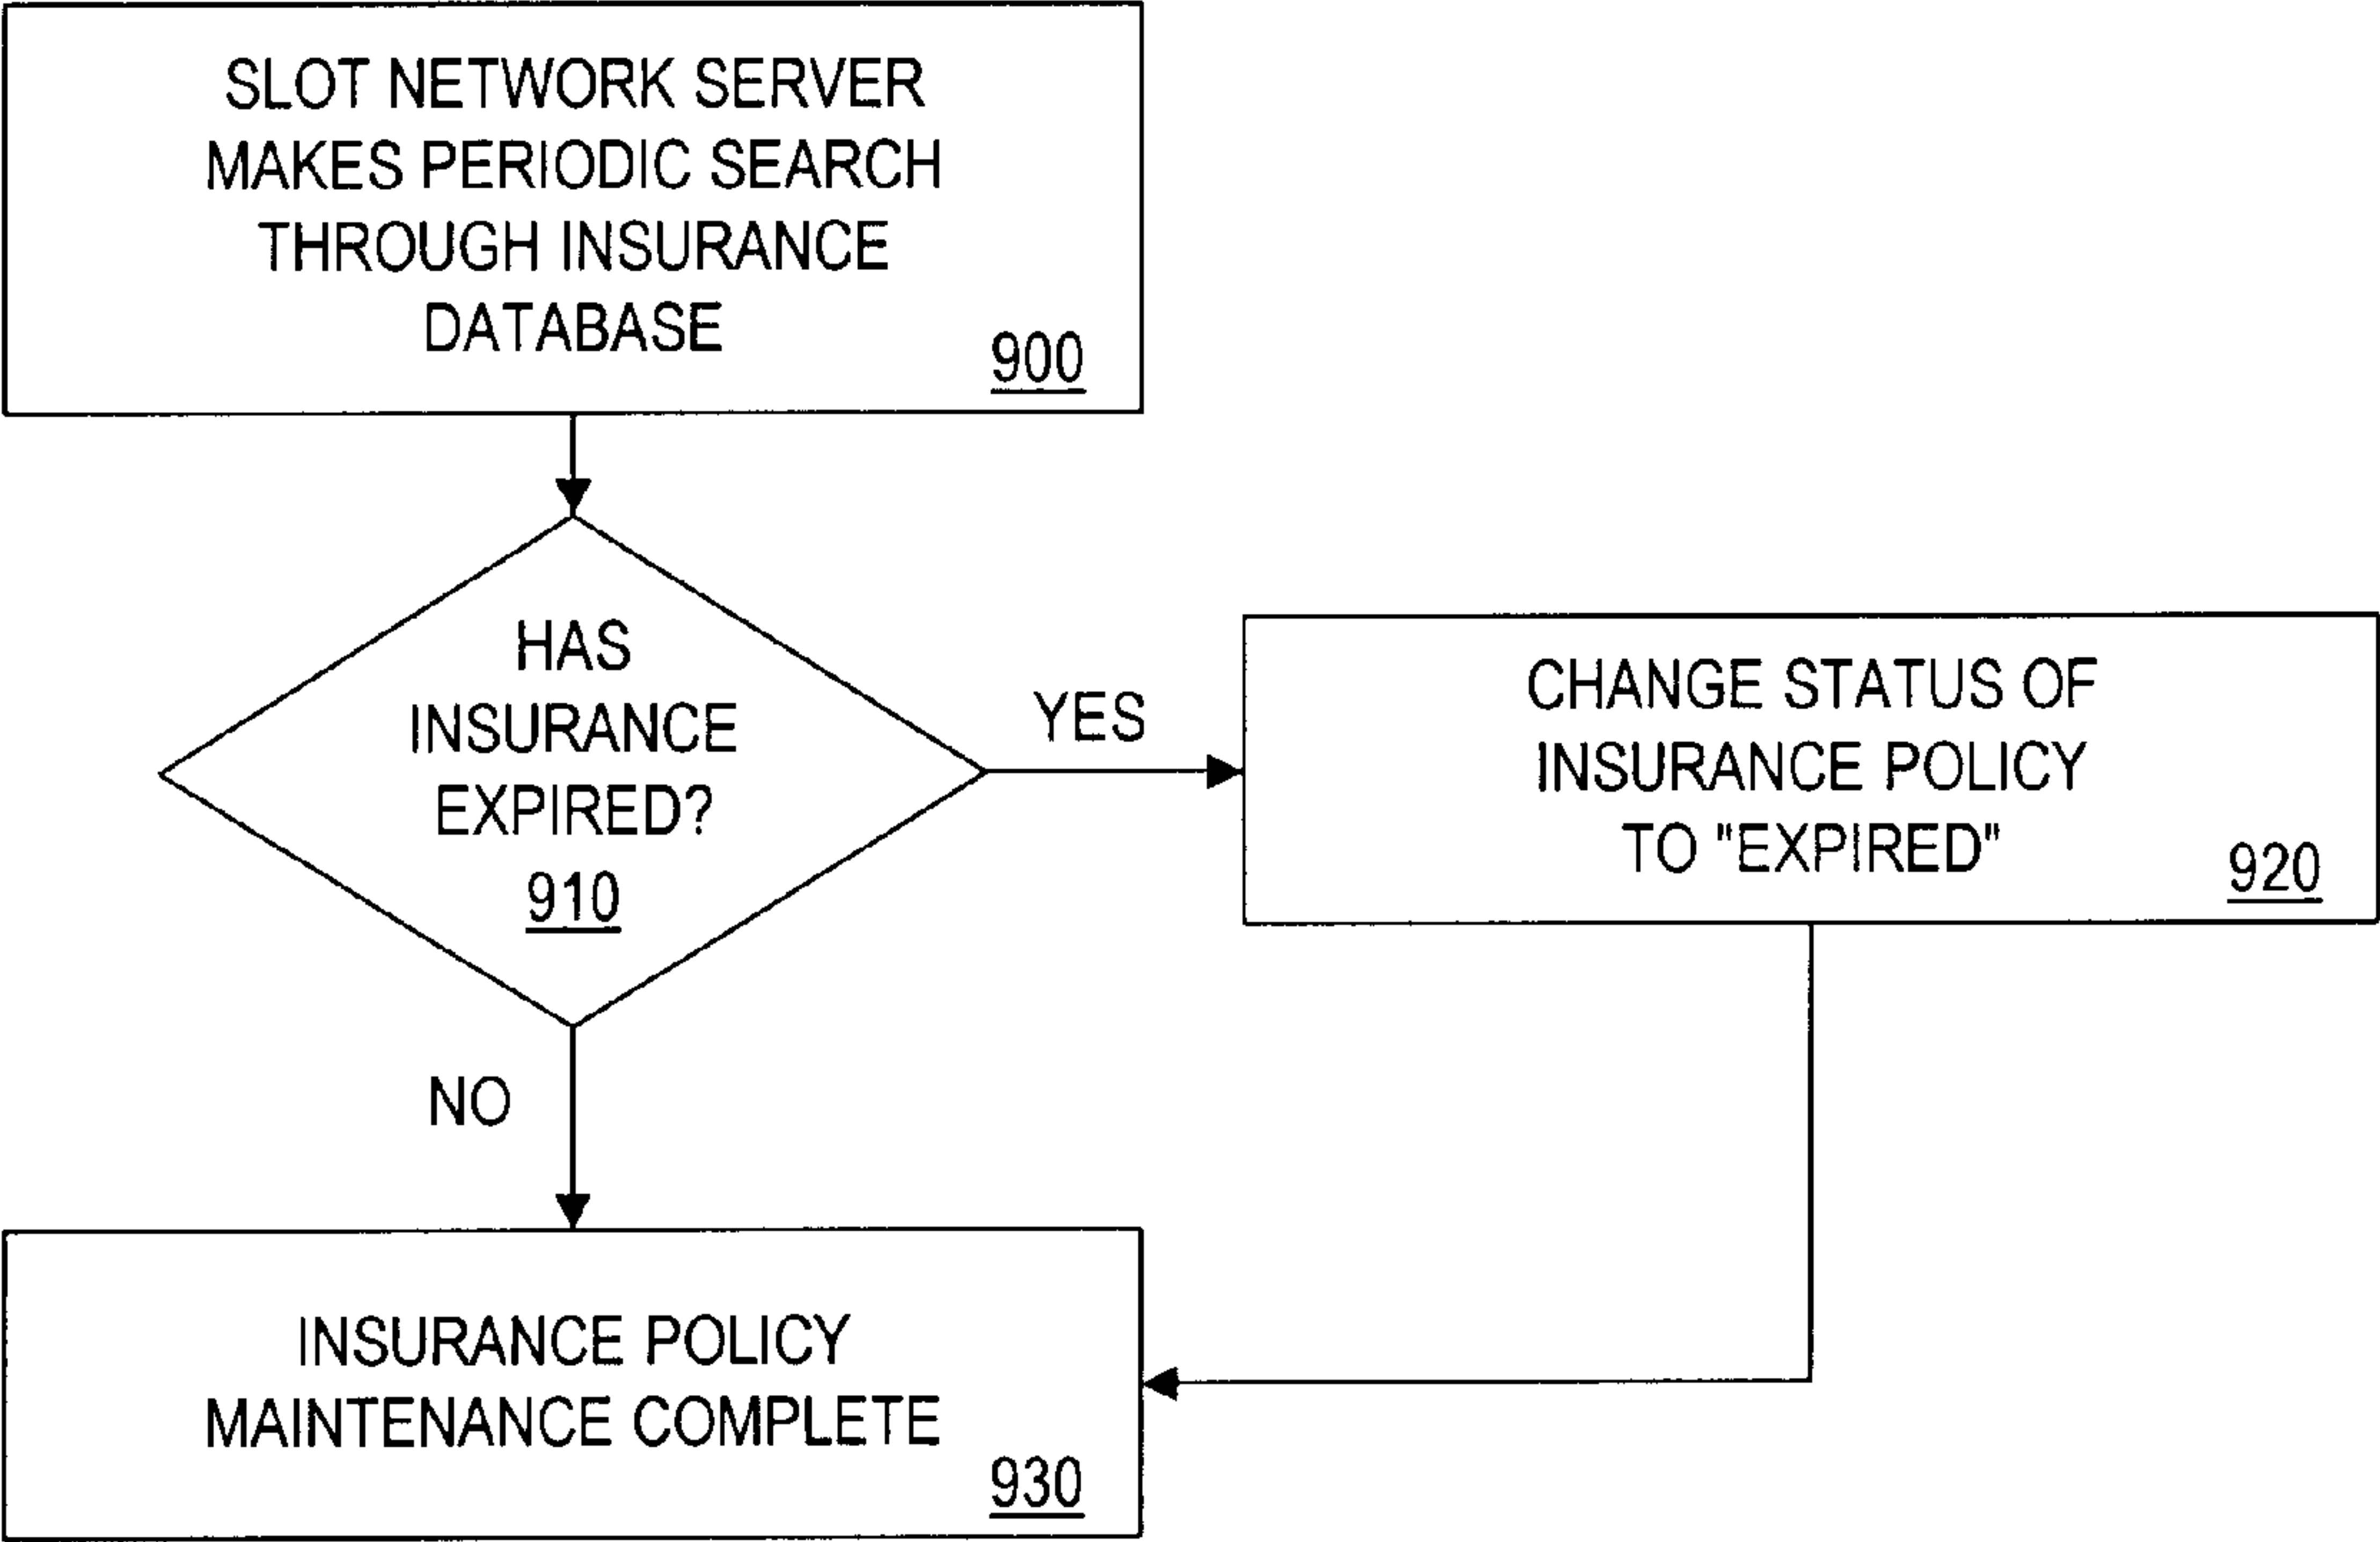 SLOT NETWORK SERVER
MAKES PERIODIC SEARCH
THROUGH INSURANCE
DATABASE
900
HAS
INSURANCE
EXPIRED?
910
YES
CHANGE STATUS OF
INSURANCE POLICY
TO "EXPIRED"
920
NO
INSURANCE POLICY
MAINTENANCE COMPLETE
930